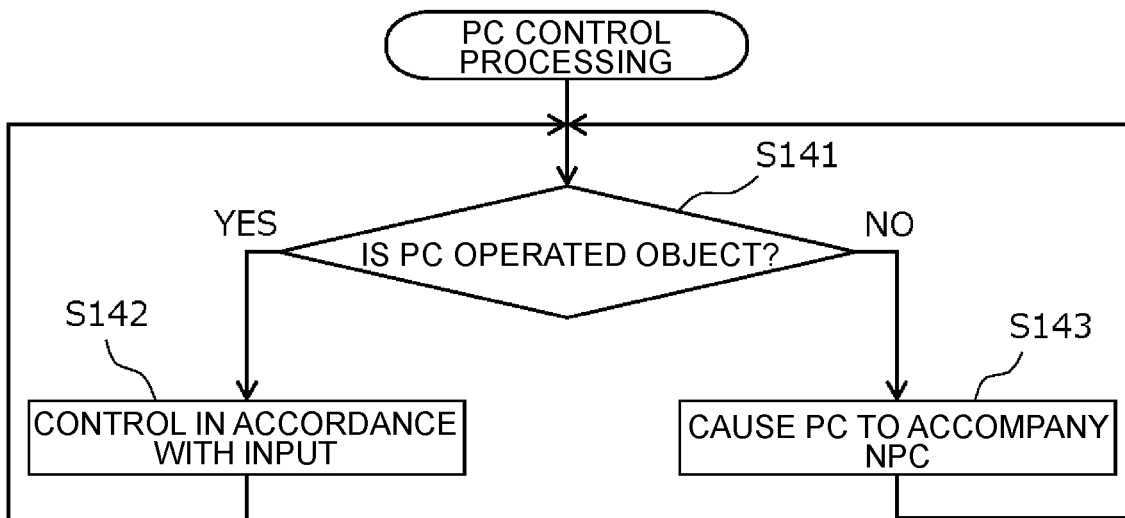 PC CONTROL
PROCESSING
S141
YES
NO
IS PC OPERATED OBJECT?
S142
S143
CONTROL IN ACCORDANCE
WITH INPUT
CAUSE PC TO ACCOMPANY
NPC